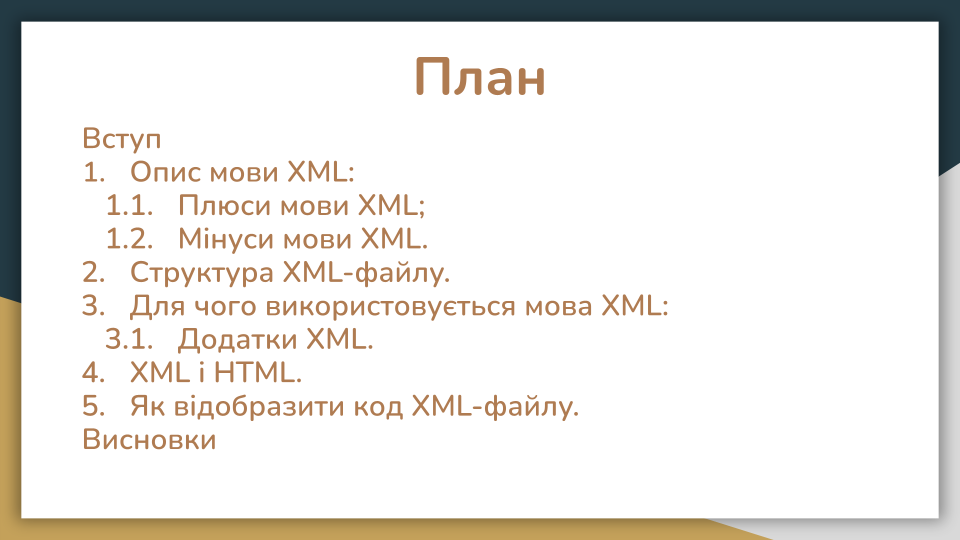 План
Вступ
1. Опис мови XML:
1.1. Плюси мови XML;
1.2. Мінуси мови XML.
2. Структура XML-файлу.
3. Для чого використовується мова XML:
3.1. Додатки XML.
4. XML і HTML.
5. Як відобразити код XML-файлу.
Висновки